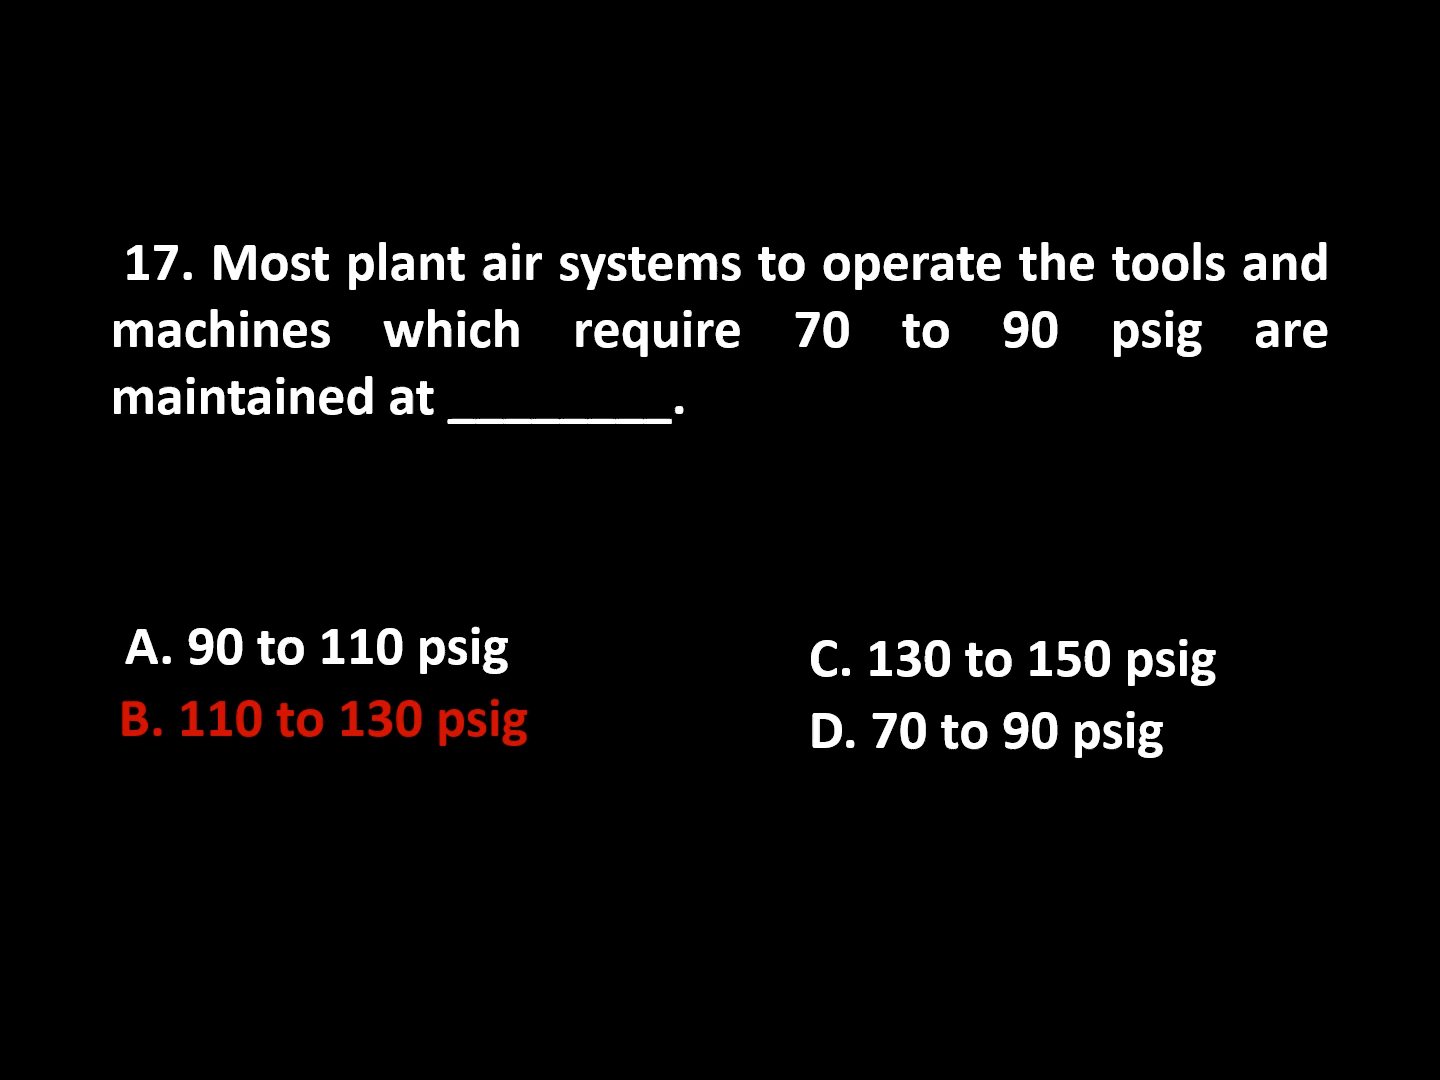 17. Most plant air systems to operate the tools and
machines which require 70 to 90 psig are
maintained at ________.
A. 90 to 110 psig
B. 110 to 130 psig
C. 130 to 150 psig
D. 70 to 90 psig